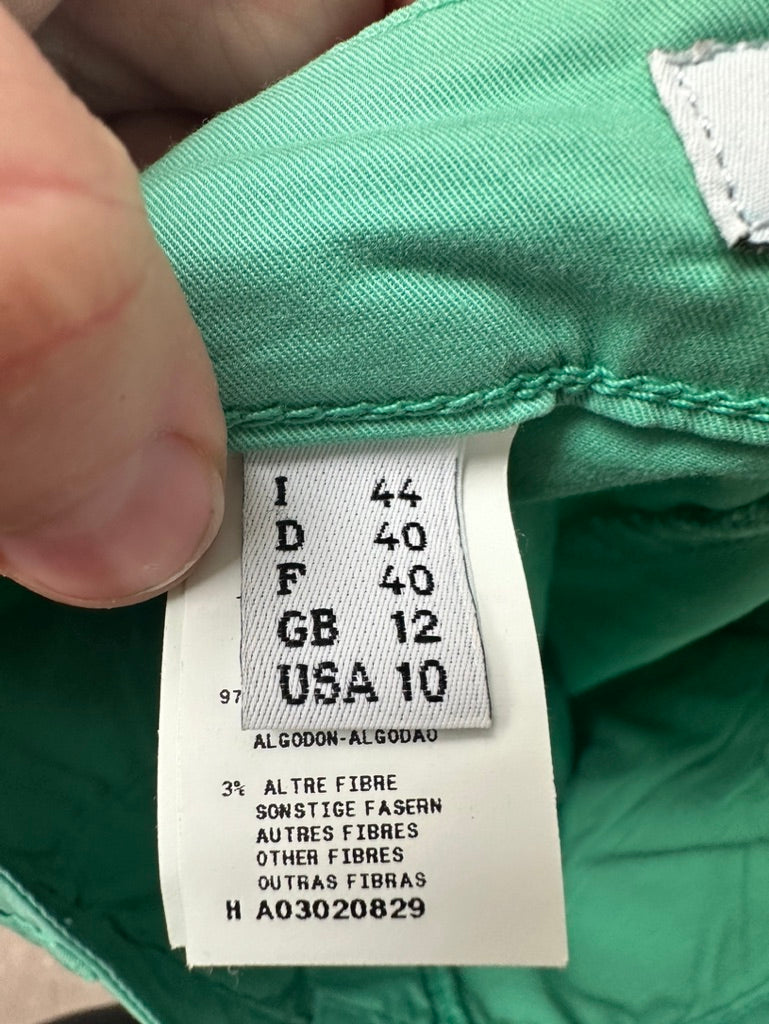 I 44
D 40
F 40
GB 12
USA 10
97
ALGODON-ALGODAO
3% ALTRE FIBRE
SONSTIGE FASERN
AUTRES FIBRES
OTHER FIBRES
OUTRAS FIBRAS
H A03020829